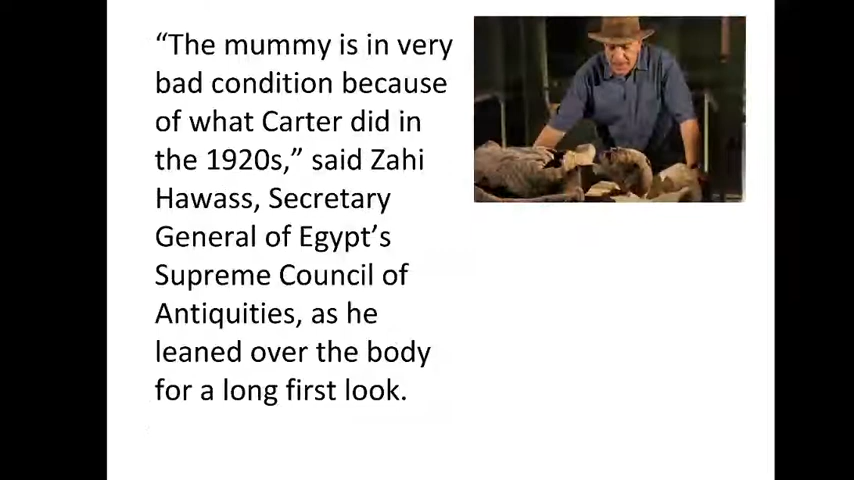 “The mummy is in very
bad condition because
of what Carter did in
the 1920s,” said Zahi
Hawass, Secretary
General of Egypt’s
Supreme Council of
Antiquities, as he
leaned over the body
for a long first look.